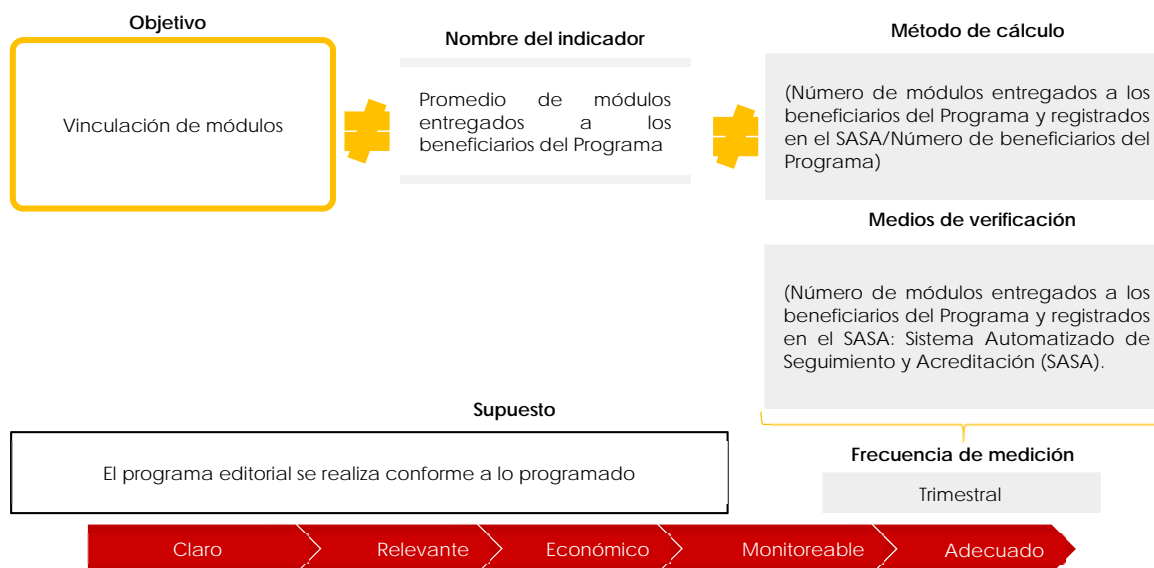 Objetivo
Vinculación de módulos
Nombre del indicador
Promedio de módulos
entregados a los
beneficiarios del Programa
Método de cálculo
(Número de módulos entregados a los
beneficiarios del Programa y registrados
en el SASA/Número de beneficiarios del
Programa)
Medios de verificación
(Número de módulos entregados a los
beneficiarios del Programa y registrados
en el SASA: Sistema Automatizado de
Seguimiento y Acreditación (SASA).
Supuesto
El programa editorial se realiza conforme a lo programado
Frecuencia de medición
Trimestral
Claro
Relevante
Económico
Monitoreable
Adecuado